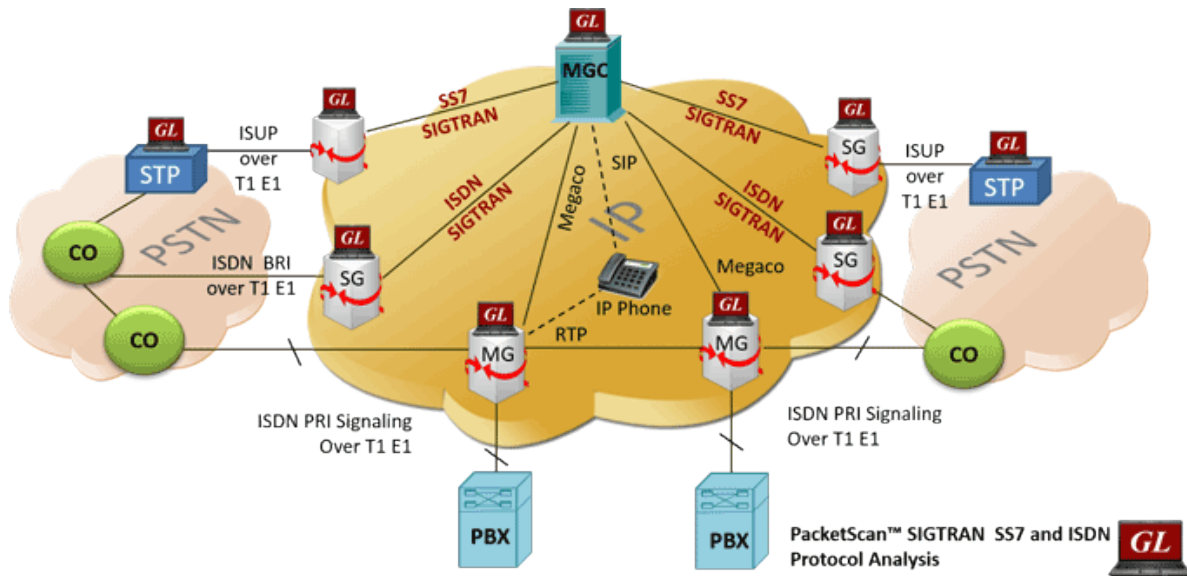 GL
MGC
SS7
SIGTRAN
SS7
SIGTRAN
GL
GL
ISUP
over
T1 E1
STP
GL
SG
ISUP
over
T1 E1
GL
STP
PSTN
CO
ISDN BRI
over T1 E1
GL
SG
ISDN
SIGTRAN
Megaco
SIP
IP
ISDN
SIGTRAN
GL
SG
PSTN
Megaco
IP Phone
CO
GL
MG
RTP
GL
MG
CO
ISDN PRI Signaling
Over T1 E1
ISDN PRI Signaling
Over T1 E1
PBX
PBX
PacketScan™ SIGTRAN SS7 and ISDN
Protocol Analysis
GL